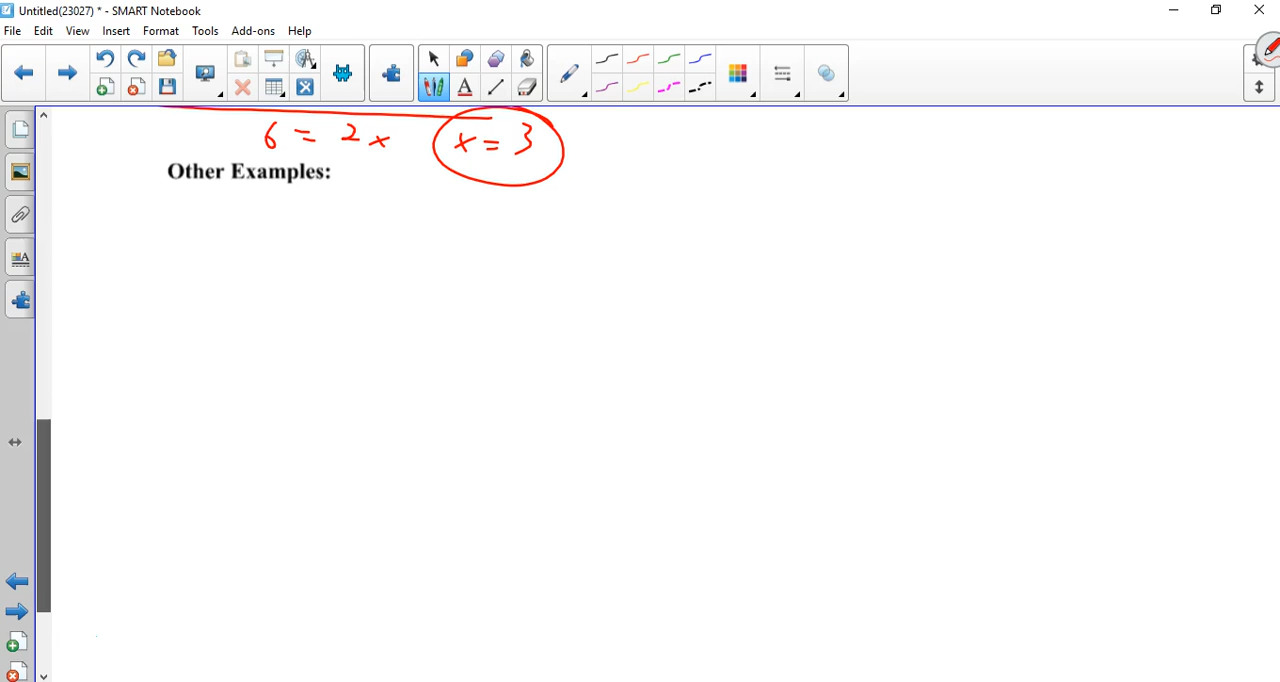 Untitled(23027) * - SMART Notebook
File Edit View Insert Format Tools Add-ons Help
6 = 2x x = 3
Other Examples: